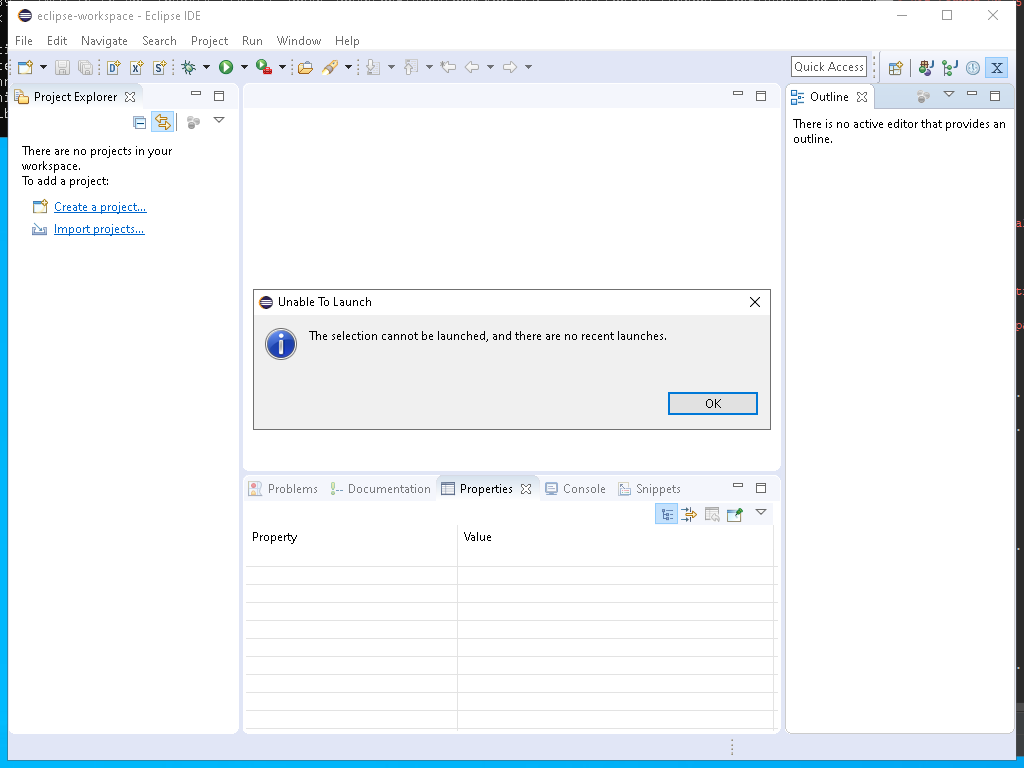 eclipse-workspace - Eclipse IDE
File Edit Navigate Search Project Run Window Help
Quick Access
Project Explorer
Outline
There are no projects in your
workspace.
To add a project:
Create a project...
Import projects...
There is no active editor that provides an
outline.
Unable To Launch
The selection cannot be launched, and there are no recent launches.
OK
Problems Documentation Properties Console Snippets
Property Value